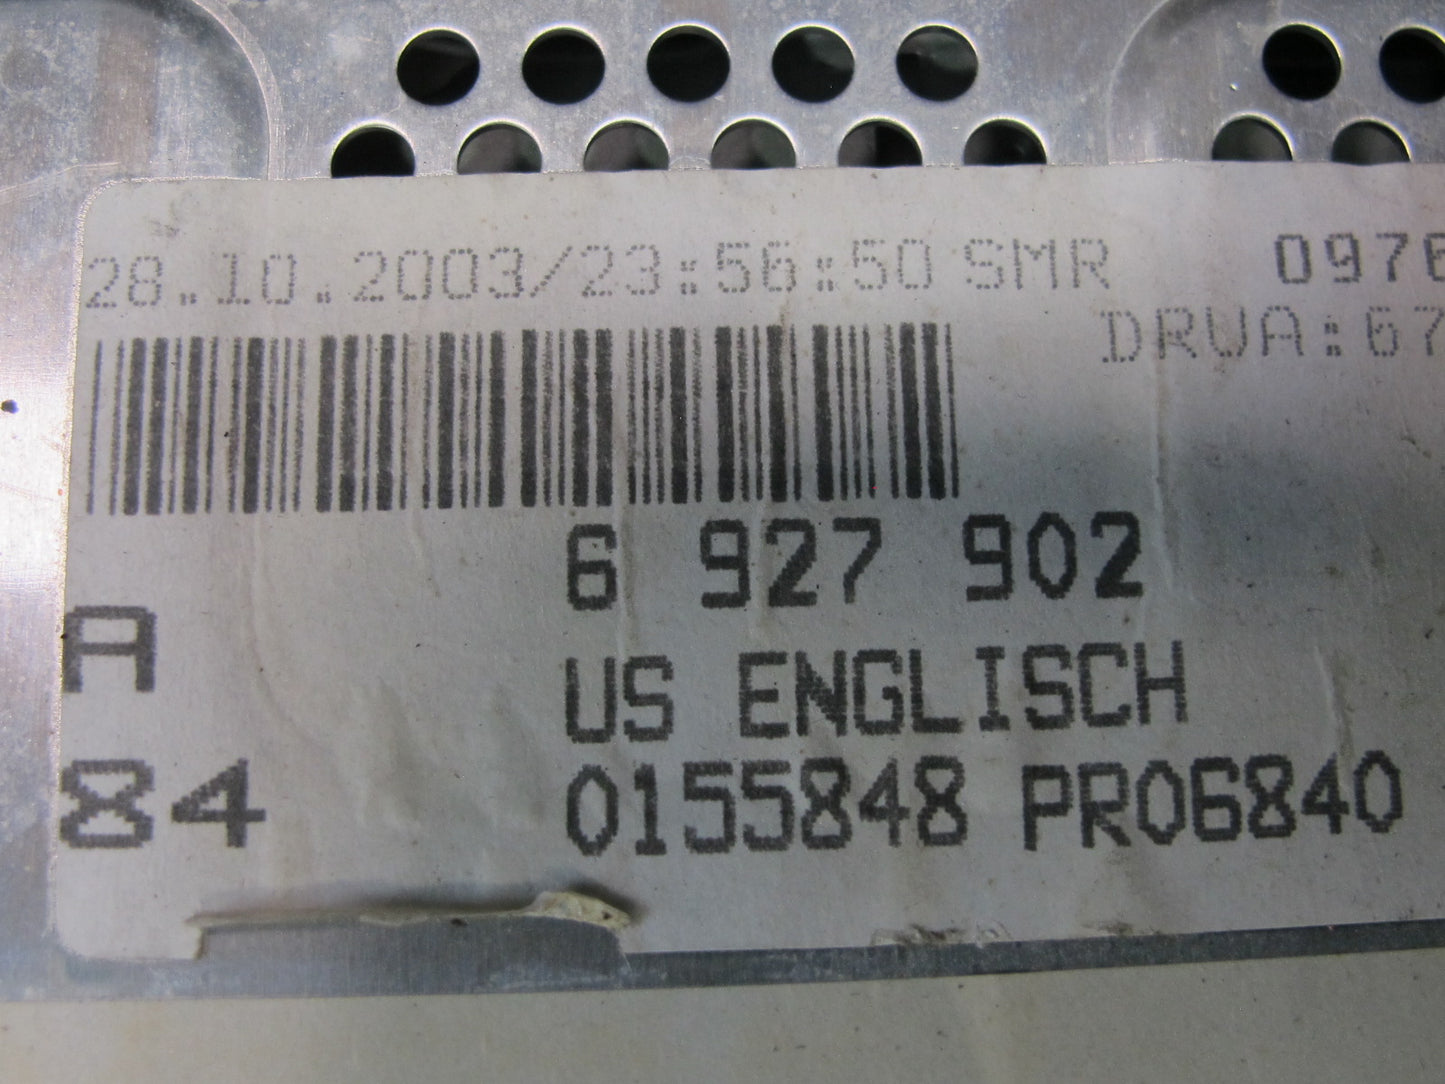 28.10.2003/23:56:50 SMR 0976
DRVA:67
6 927 902
A US ENGLISCH
84 0155848 PR06840